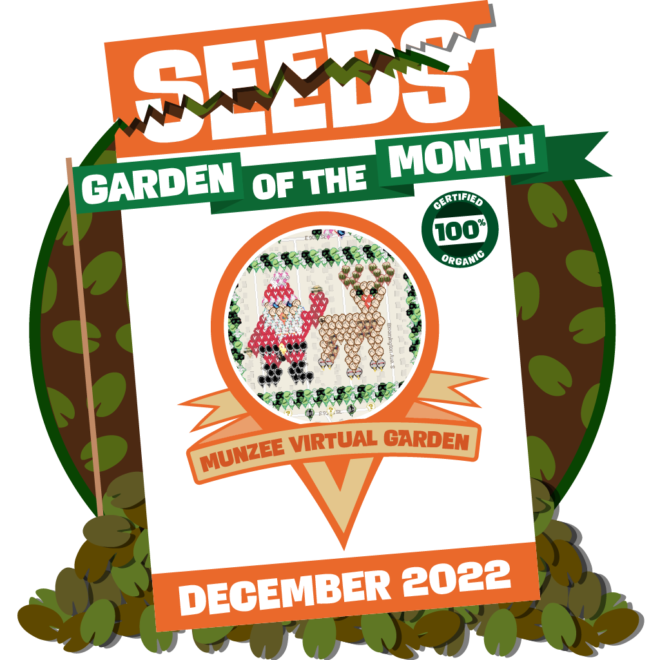 SEEDS
GARDEN OF THE MONTH
CERTIFIED
100%
ORGANIC
MUNZEE VIRTUAL GARDEN
DECEMBER 2022